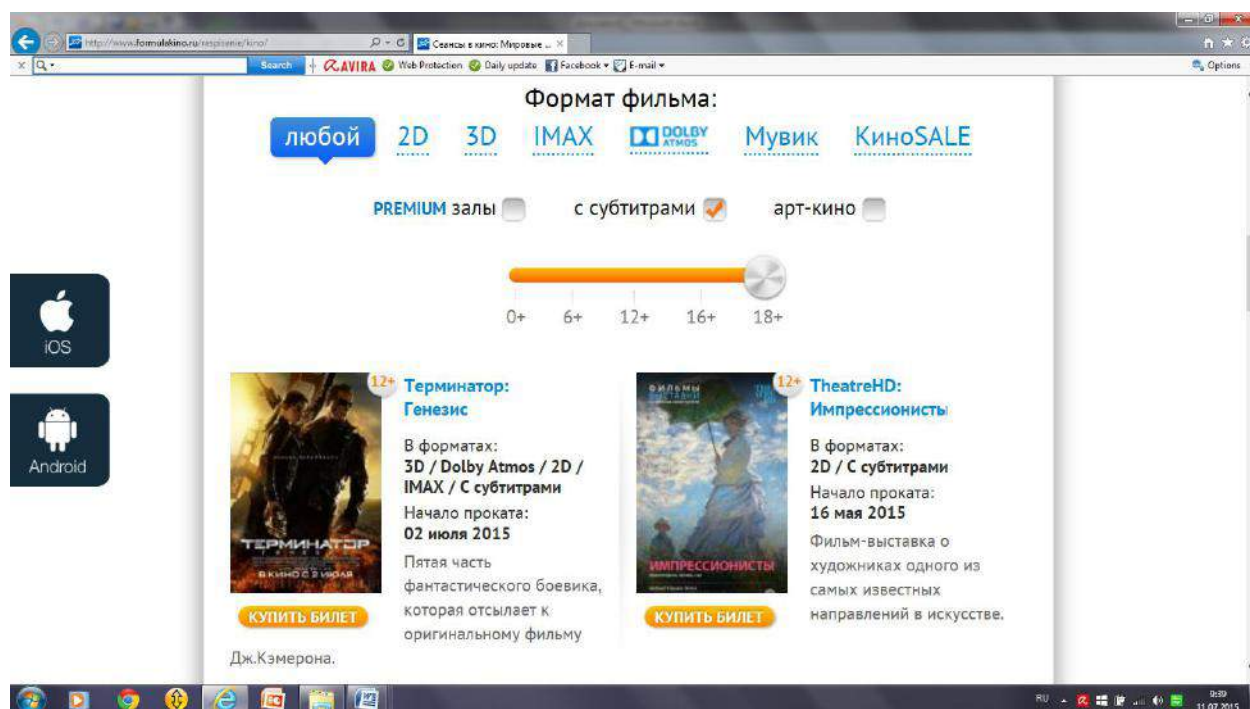 http://www.formulakino.ru/raspisanie/kino/
Сеансы в кино: Мировые ...
Search
AVIRA Web Protection Daily update Facebook E-mail
Options
Формат фильма:
любой 2D 3D IMAX DOLBY ATMOS Мувик КиноSALE
PREMIUM залы с субтитрами арт-кино
0+ 6+ 12+ 16+ 18+
iOS
Android
12+
Терминатор:
Генезис
В форматах:
3D / Dolby Atmos / 2D /
IMAX / С субтитрами
Начало проката:
02 июля 2015
Пятая часть
фантастического боевика,
которая отсылает к
оригинальному фильму
Дж.Кэмерона.
ТЕРМИНАТОР
ГЕНЕЗИС
В КИНО С 2 ИЮЛЯ
КУПИТЬ БИЛЕТ
12+
TheatreHD:
Импрессионисты
В форматах:
2D / С субтитрами
Начало проката:
16 мая 2015
Фильм-выставка о
художниках одного из
самых известных
направлений в искусстве.
ФИЛЬМЫ
ВЫСТАВКИ
ИМПРЕССИОНИСТЫ
КУПИТЬ БИЛЕТ
RU
9:39
11.07.2015